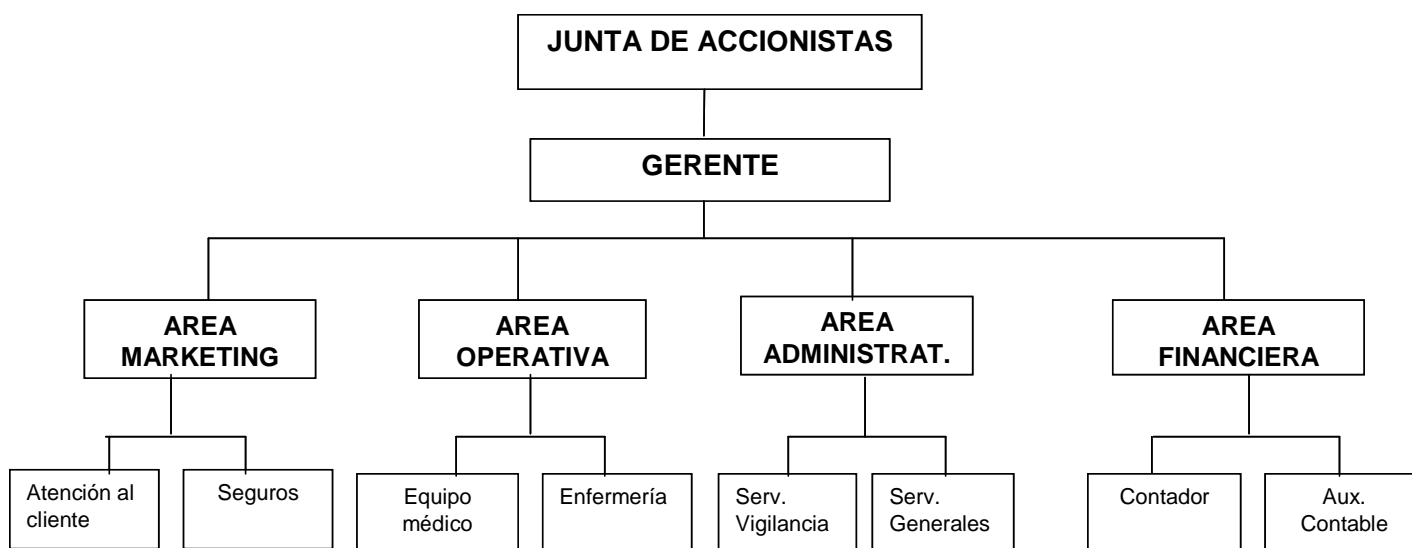 JUNTA DE ACCIONISTAS
GERENTE
AREA
MARKETING
AREA
OPERATIVA
AREA
ADMINISTRAT.
AREA
FINANCIERA
Atención al
cliente
Seguros
Equipo
médico
Enfermería
Serv.
Vigilancia
Serv.
Generales
Contador
Aux.
Contable